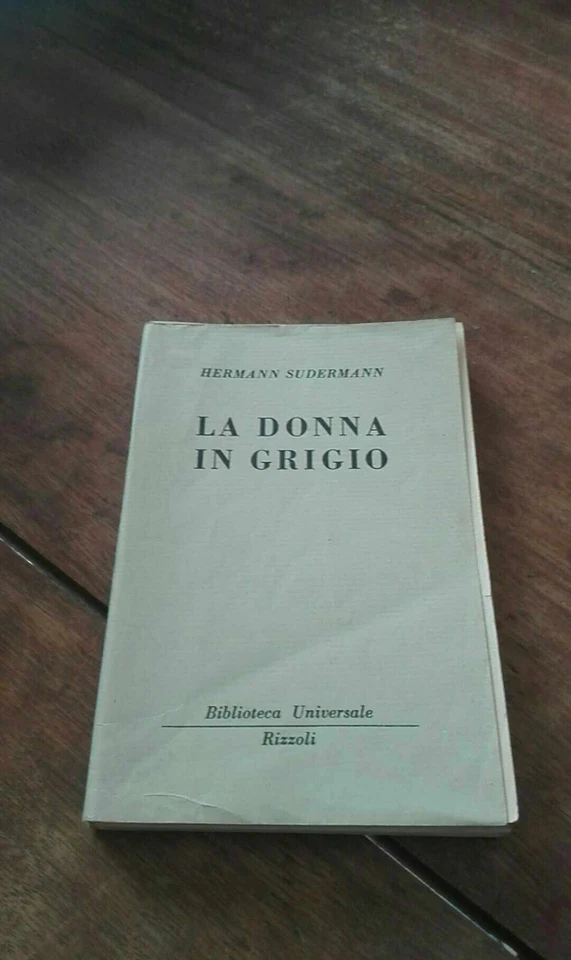 HERMANN SUDERMANN
LA DONNA
IN GRIGIO
Biblioteca Universale
Rizzoli